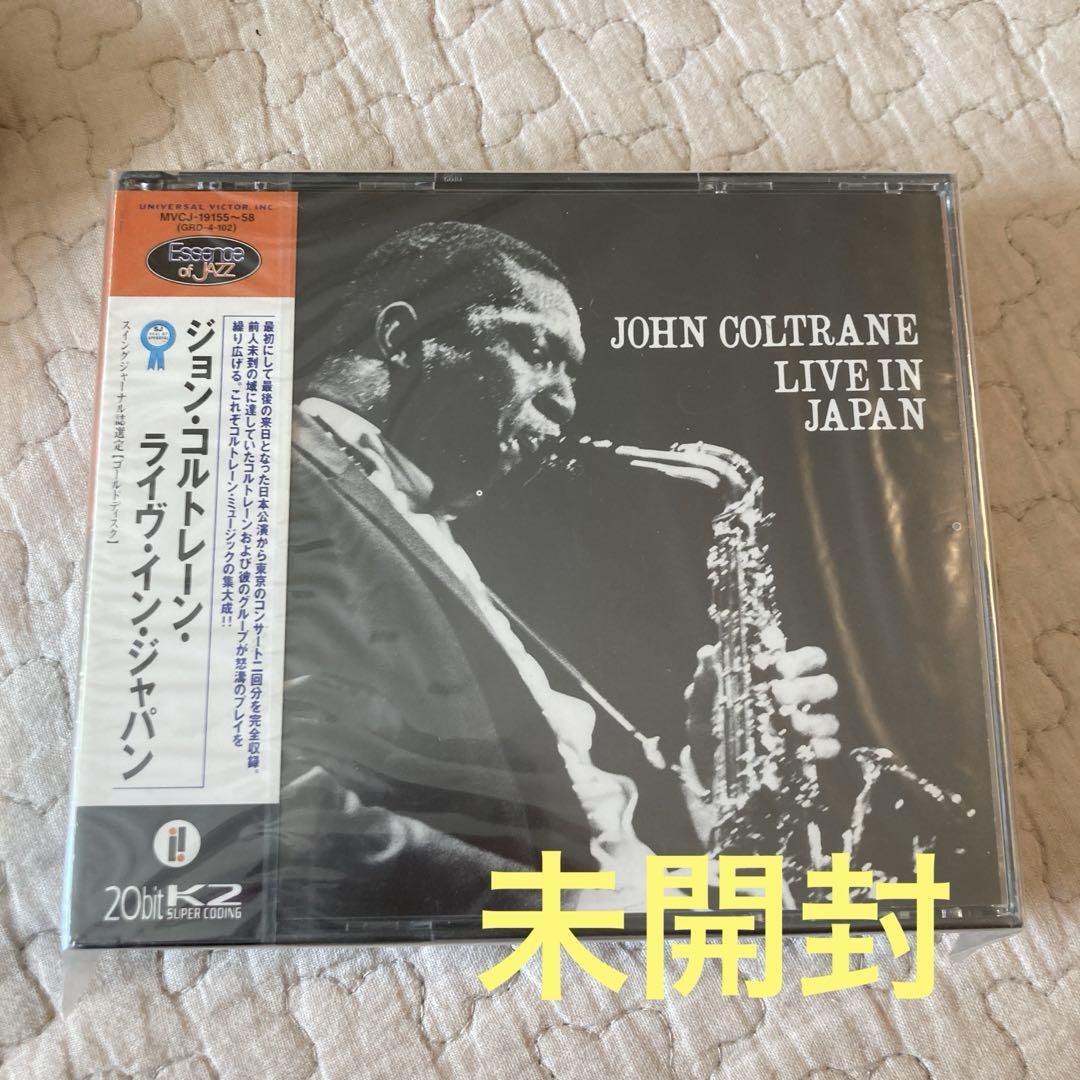 UNIVERSAL VICTOR, INC.
MVCJ-19155~58
(GRD-4-102)
Essence
of JAZZ
SJ
SEAL OF
APPROVAL
スイングジャーナル誌選定【ゴールドディスク】
最初にして最後の来日となった日本公演から東京のコンサート二回分を完全収録。
前人未到の域に達していたコルトレーンおよび彼のグループが怒濤のプレイを
繰り広げる。これぞコルトレーン・ミュージックの集大成!!
ジョン・コルトレーン・
ライヴ・イン・ジャパン
i!
20bit K2
SUPER CODING
JOHN COLTRANE
LIVE IN
JAPAN
未開封